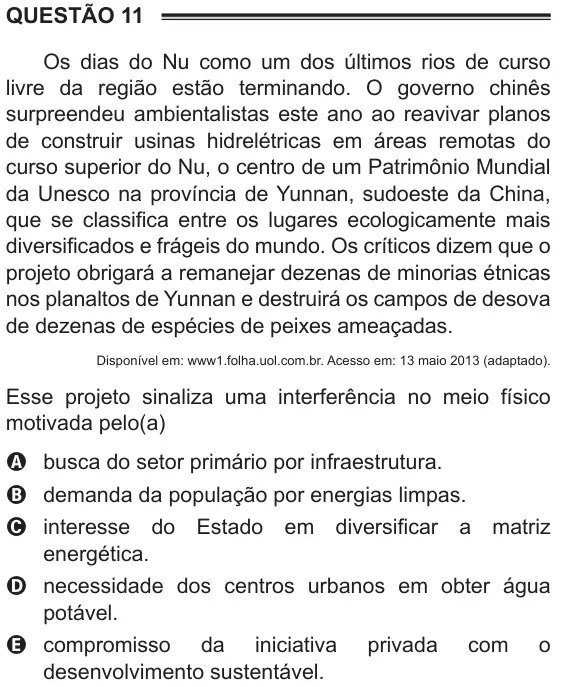 QUESTÃO 11
Os dias do Nu como um dos últimos rios de curso
livre da região estão terminando. O governo chinês
surpreendeu ambientalistas este ano ao reavivar planos
de construir usinas hidrelétricas em áreas remotas do
curso superior do Nu, o centro de um Patrimônio Mundial
da Unesco na província de Yunnan, sudoeste da China,
que se classifica entre os lugares ecologicamente mais
diversificados e frágeis do mundo. Os críticos dizem que o
projeto obrigará a remanejar dezenas de minorias étnicas
nos planaltos de Yunnan e destruirá os campos de desova
de dezenas de espécies de peixes ameaçadas.
Disponível em: www1.folha.uol.com.br. Acesso em: 13 maio 2013 (adaptado).
Esse projeto sinaliza uma interferência no meio físico
motivada pelo(a)
A busca do setor primário por infraestrutura.
B demanda da população por energias limpas.
C interesse do Estado em diversificar a matriz
energética.
D necessidade dos centros urbanos em obter água
potável.
E compromisso da iniciativa privada com o
desenvolvimento sustentável.